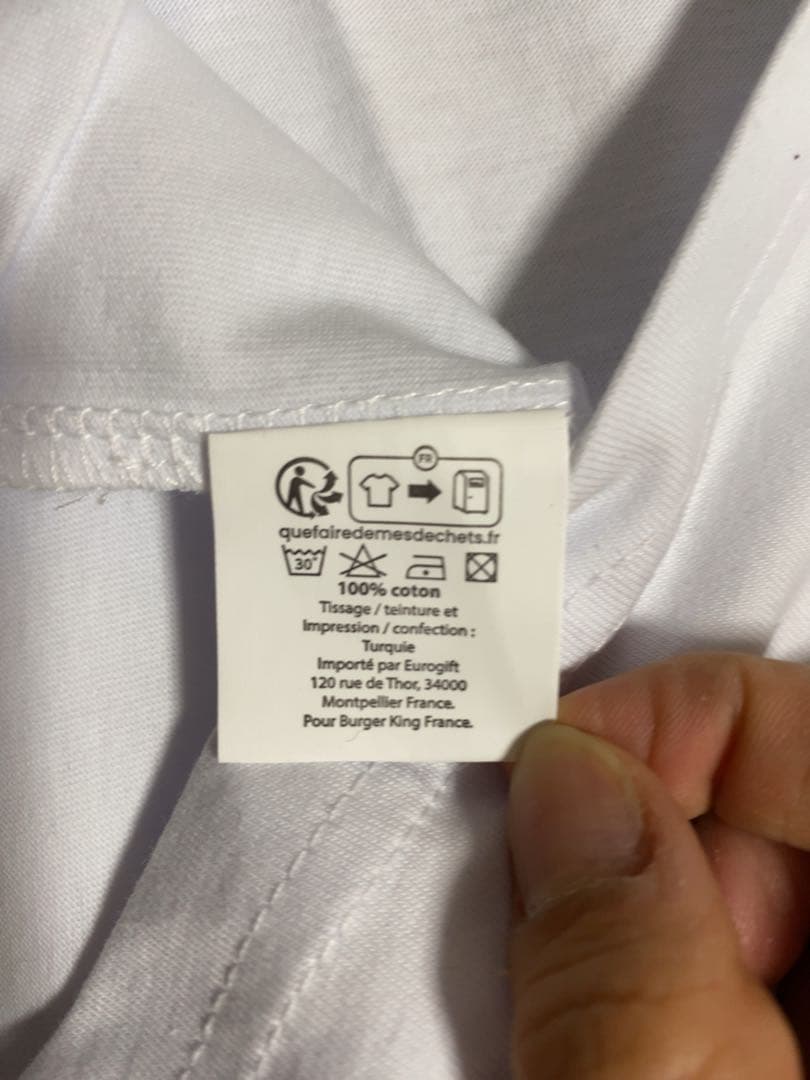 FR
quefairedemesdechets.fr
30°
100% coton
Tissage / teinture et
Impression / confection :
Turquie
Importé par Eurogift
120 rue de Thor, 34000
Montpellier France.
Pour Burger King France.